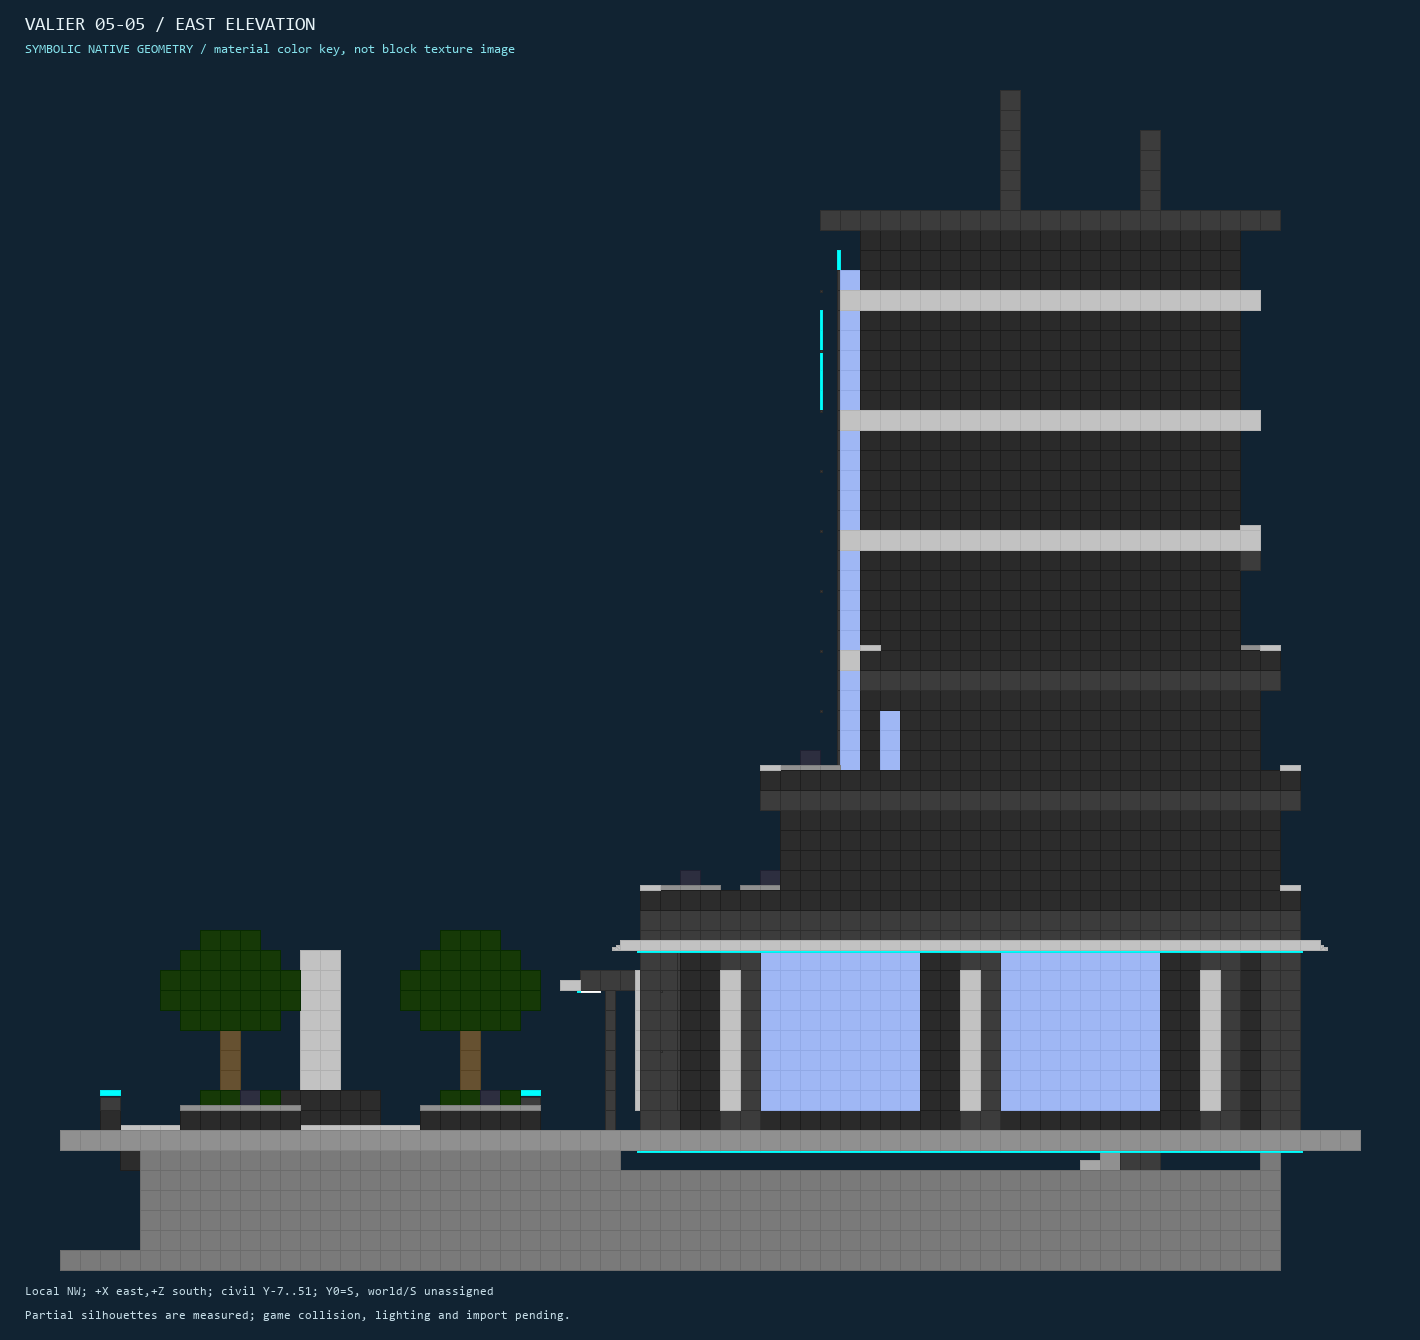 VALIER 05-05 / EAST ELEVATION
SYMBOLIC NATIVE GEOMETRY / material color key, not block texture image
Local NW; +X east,+Z south; civil Y-7..51; Y0=S, world/S unassigned
Partial silhouettes are measured; game collision, lighting and import pending.